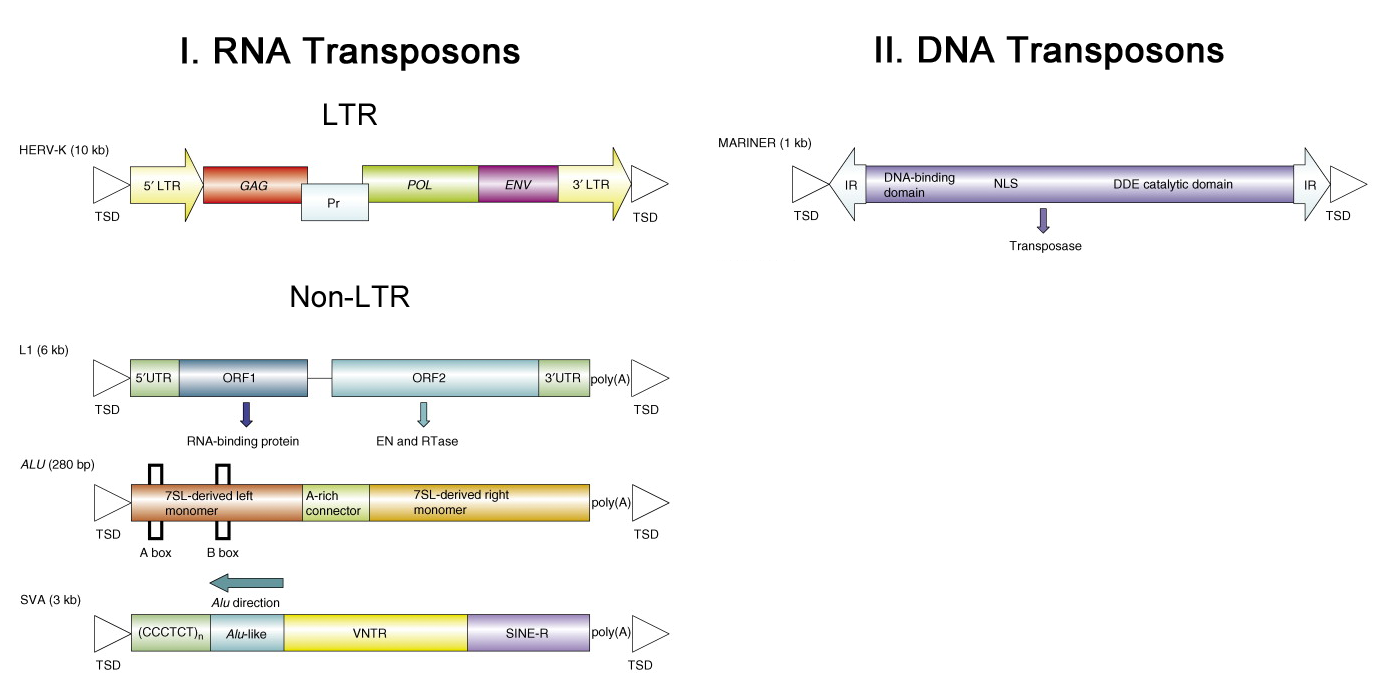 I. RNA Transposons
LTR
HERV-K (10 kb)
5′ LTR
GAG
Pr
POL
ENV
3′ LTR
TSD
TSD
Non-LTR
L1 (6 kb)
5′UTR
ORF1
ORF2
3′UTR
poly(A)
TSD
TSD
RNA-binding protein
EN and RTase
ALU (280 bp)
7SL-derived left
monomer
A-rich
connector
7SL-derived right
monomer
poly(A)
TSD
TSD
A box
B box
Alu direction
SVA (3 kb)
(CCCTCT)n
Alu-like
VNTR
SINE-R
poly(A)
TSD
TSD
II. DNA Transposons
MARINER (1 kb)
IR
DNA-binding
domain
NLS
DDE catalytic domain
IR
TSD
TSD
Transposase